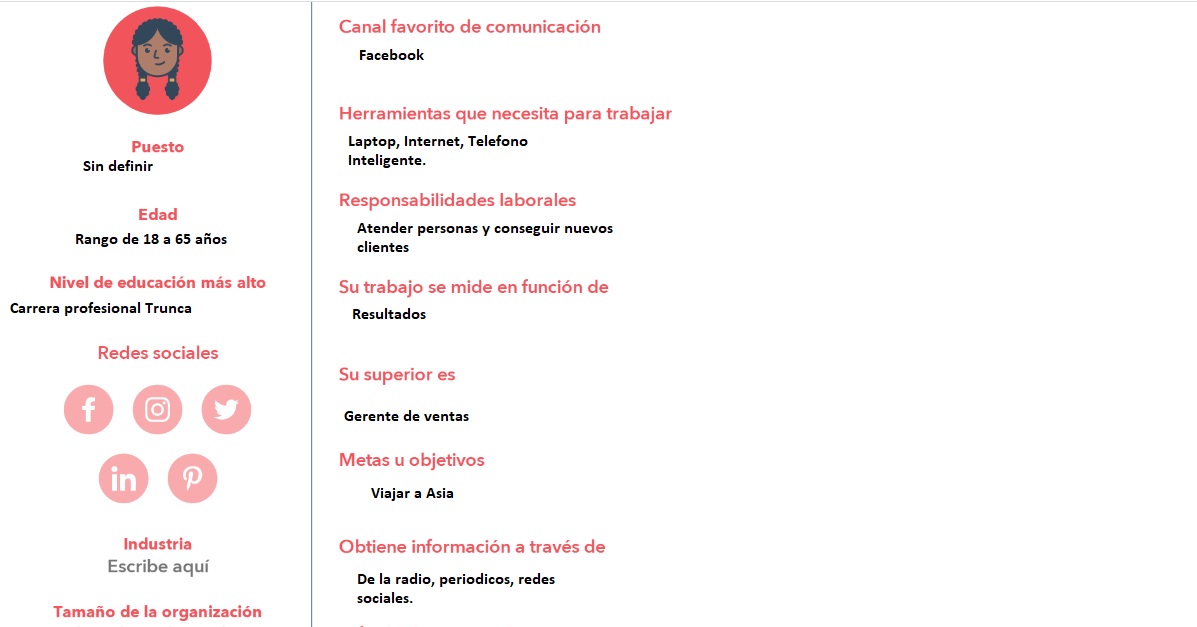 Puesto
Sin definir
Edad
Rango de 18 a 65 años
Nivel de educación más alto
Carrera profesional Trunca
Redes sociales
in
Industria
Escribe aquí
Tamaño de la organización
Canal favorito de comunicación
Facebook
Herramientas que necesita para trabajar
Laptop, Internet, Telefono
Inteligente.
Responsabilidades laborales
Atender personas y conseguir nuevos
clientes
Su trabajo se mide en función de
Resultados
Su superior es
Gerente de ventas
Metas u objetivos
Viajar a Asia
Obtiene información a través de
De la radio, periodicos, redes
sociales.